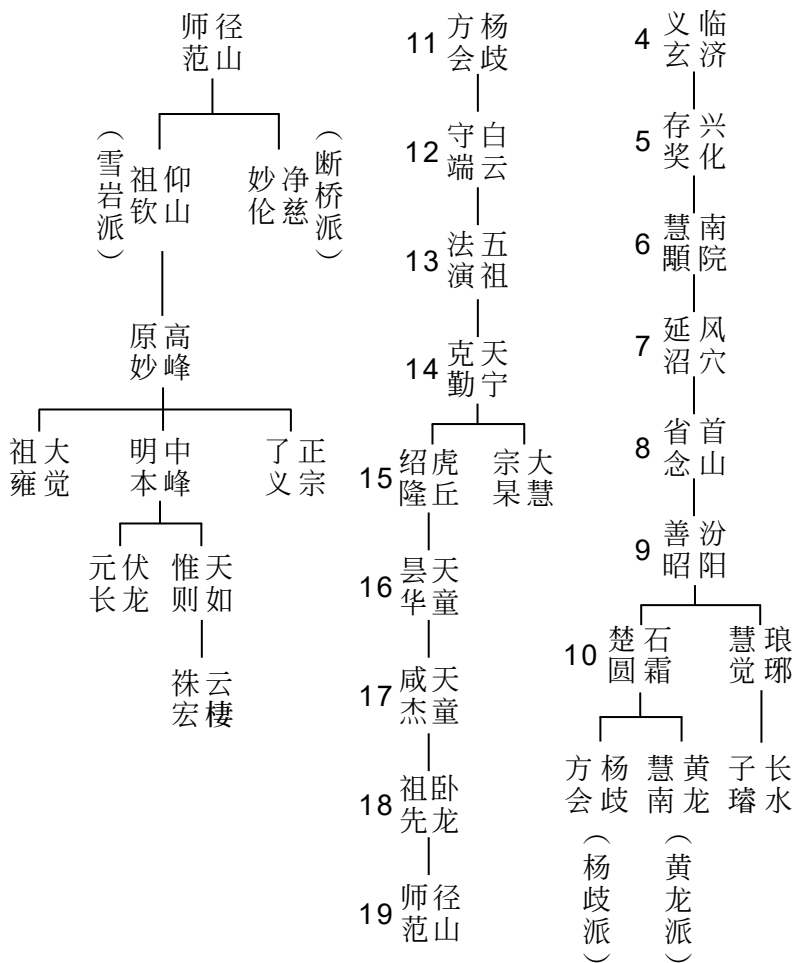 4 临济 义玄
5 兴化 存奖
6 南院 慧颙
7 风穴 延沼
8 首山 省念
9 汾阳 善昭
10 石霜 楚圆
琅琊 慧觉
长水 子璿
黄龙 慧南
（黄龙派）
杨歧 方会
（杨歧派）
11 杨歧 方会
12 白云 守端
13 五祖 法演
14 天宁 克勤
大慧 宗杲
15 虎丘 绍隆
16 天童 昙华
17 天童 咸杰
18 卧龙 祖先
19 径山 师范
径山 师范
（断桥派）
净慈 妙伦
仰山 祖钦
（雪岩派）
高峰 原妙
正宗 了义
中峰 明本
大觉 祖雍
天如 惟则
伏龙 元长
云棲 袾宏